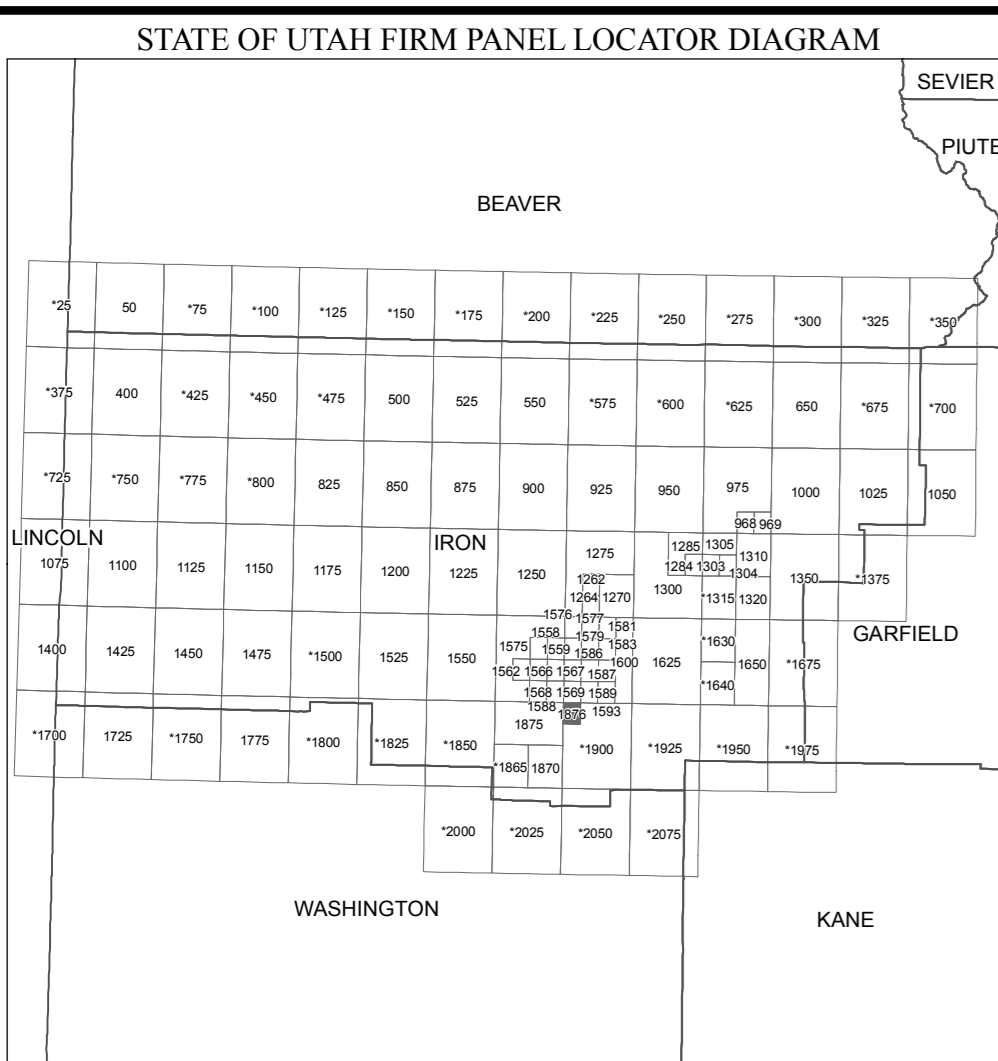 STATE OF UTAH FIRM PANEL LOCATOR DIAGRAM
SEVIER
PIUTE
BEAVER
*25 50 *75 *100 *125 *150 *175 *200 *225 *250 *275 *300 *325 *350
*375 400 *425 *450 *475 500 525 550 *575 *600 *625 650 *675 *700
*725 *750 *775 *800 825 850 875 900 925 950 975 1000 1025 1050
968 969
LINCOLN IRON
1285 1305
1275 1310
1075 1100 1125 1150 1175 1200 1225 1250 1284 1303 1304 1350 *1375
1262
1264 1270 1300 *1315 1320
1576 1577
1581
GARFIELD
1558 1579 1583 *1630
1400 1425 1450 1475 *1500 1525 1550 1575 1559 1586 1600 1625 1650 *1675
1562 1566 1567 1587 *1640
1568 1569 1589
1588 1593
1876
1875
*1700 1725 *1750 1775 *1800 *1825 *1850 *1900 *1925 *1950 *1975
*1865 1870
*2000 *2025 *2050 *2075
WASHINGTON
KANE